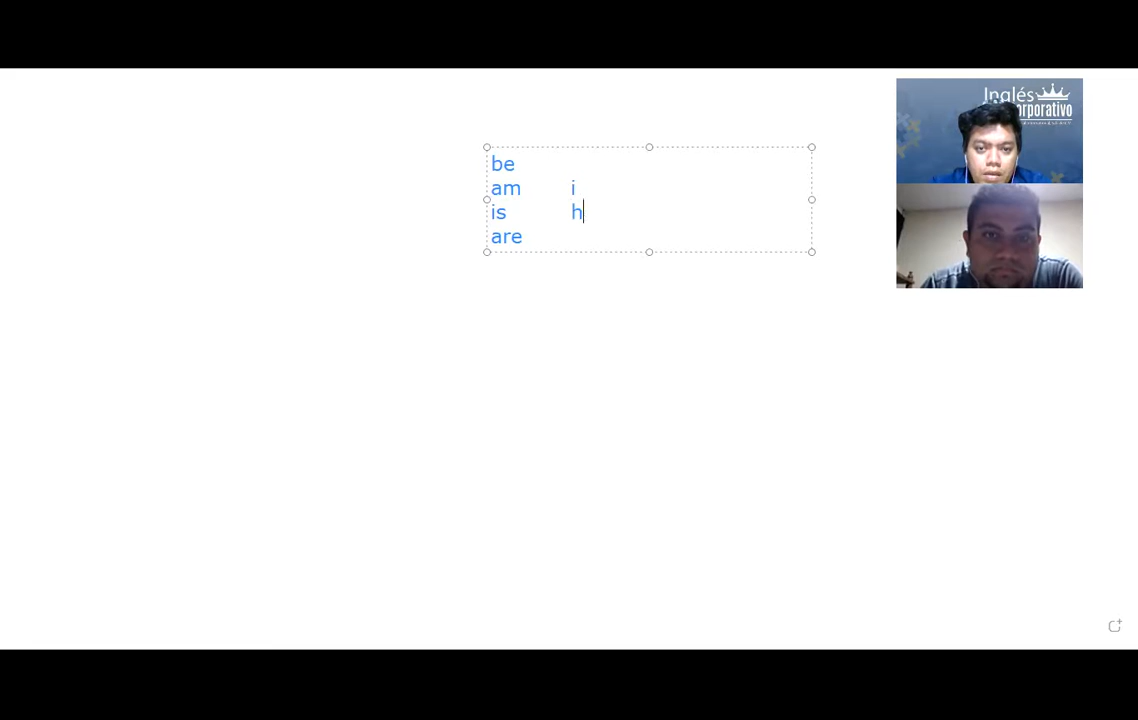 be
am i
is h
are
Inglés
orporativo